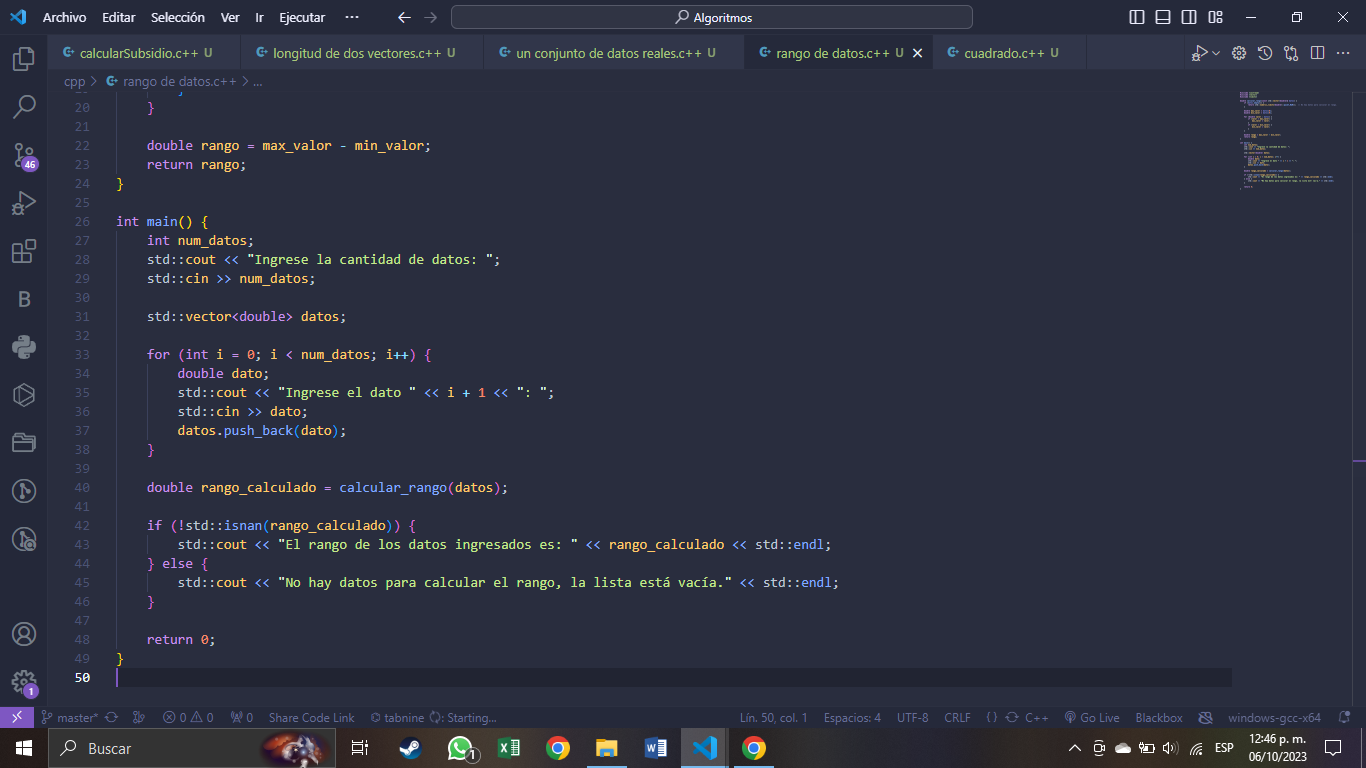 Archivo Editar Selección Ver Ir Ejecutar ··· Algoritmos
calcularSubsidio.c++ U longitud de dos vectores.c++ U un conjunto de datos reales.c++ U rango de datos.c++ U cuadrado.c++ U
cpp > rango de datos.c++ > ...
20 }
21
22 double rango = max_valor - min_valor;
23 return rango;
24 }
25
26 int main() {
27 int num_datos;
28 std::cout << "Ingrese la cantidad de datos: ";
29 std::cin >> num_datos;
30
31 std::vector<double> datos;
32
33 for (int i = 0; i < num_datos; i++) {
34 double dato;
35 std::cout << "Ingrese el dato " << i + 1 << ": ";
36 std::cin >> dato;
37 datos.push_back(dato);
38 }
39
40 double rango_calculado = calcular_rango(datos);
41
42 if (!std::isnan(rango_calculado)) {
43 std::cout << "El rango de los datos ingresados es: " << rango_calculado << std::endl;
44 } else {
45 std::cout << "No hay datos para calcular el rango, la lista está vacía." << std::endl;
46 }
47
48 return 0;
49 }
50
46
B
1
master* 0 0 0 Share Code Link tabnine : Starting... Lín. 50, col. 1 Espacios: 4 UTF-8 CRLF {} C++ Go Live Blackbox windows-gcc-x64
Buscar 1 ESP 12:46 p. m.
06/10/2023